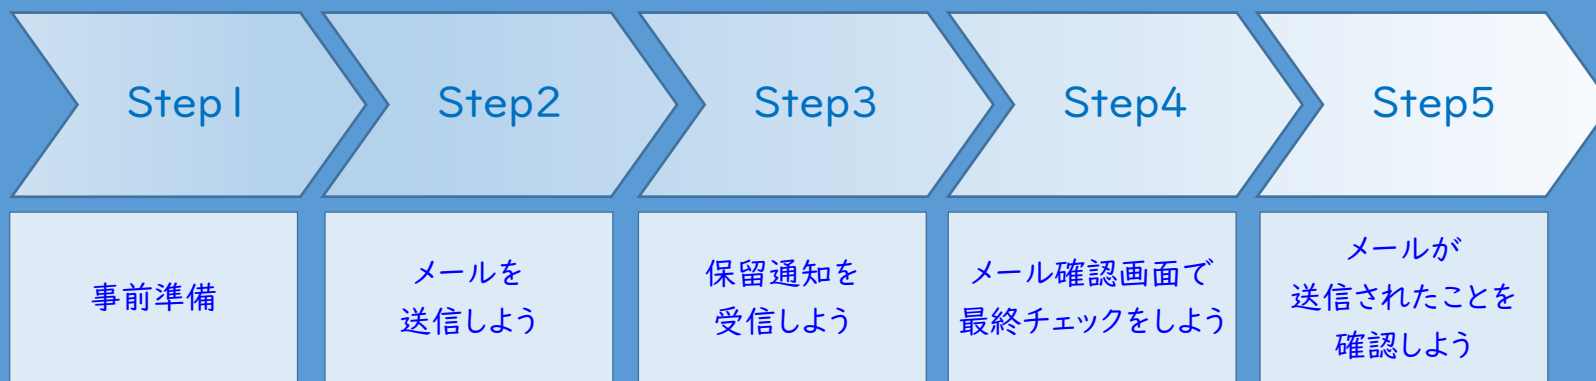 Step1
Step2
Step3
Step4
Step5
事前準備
メールを
送信しよう
保留通知を
受信しよう
メール確認画面で
最終チェックをしよう
メールが
送信されたことを
確認しよう